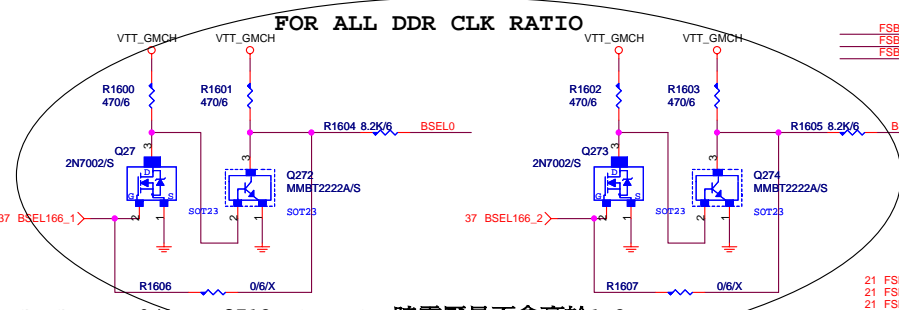 FOR ALL DDR CLK RATIO
VTT_GMCH
VTT_GMCH
VTT_GMCH
VTT_GMCH
FSB
FSB
FSB
R1600
470/6
R1601
470/6
R1602
470/6
R1603
470/6
R1604 8.2K/6
BSEL0
R1605 8.2K/6
B
3
3
3
3
Q27
2N7002/S
D
G
S
Q272
MMBT2222A/S
Q273
2N7002/S
D
G
S
Q274
MMBT2222A/S
SOT23
SOT23
SOT23
SOT23
2
1
2
1
2
1
2
1
37 BSEL166_1
37 BSEL166_2
R1606
0/6/X
R1607
0/6/X
21 FS
21 FS
21 FS